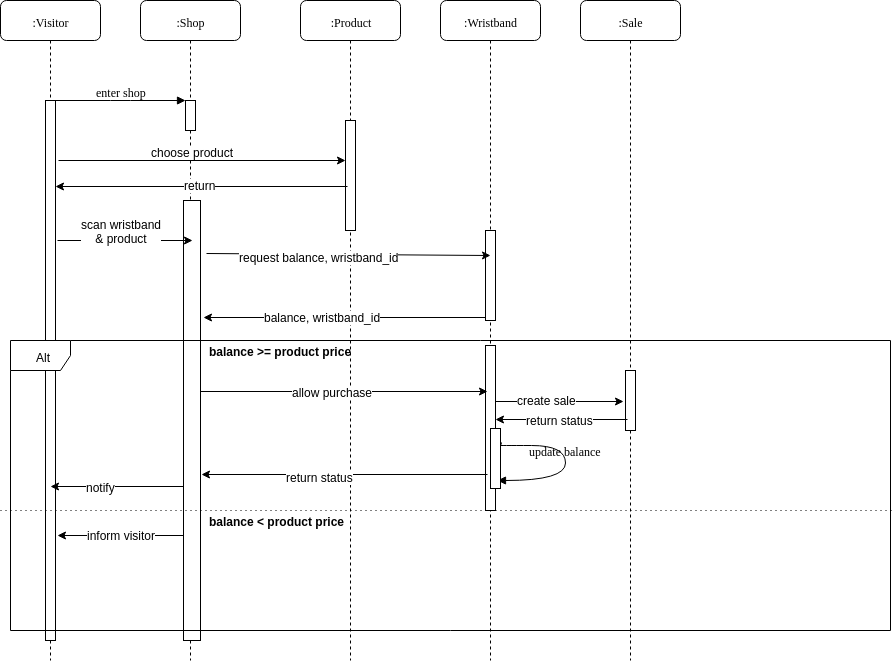 :Visitor
:Shop
:Product
:Wristband
:Sale
enter shop
choose product
return
scan wristband
& product
request balance, wristband_id
balance, wristband_id
Alt
balance >= product price
allow purchase
create sale
return status
update balance
return status
notify
balance < product price
inform visitor